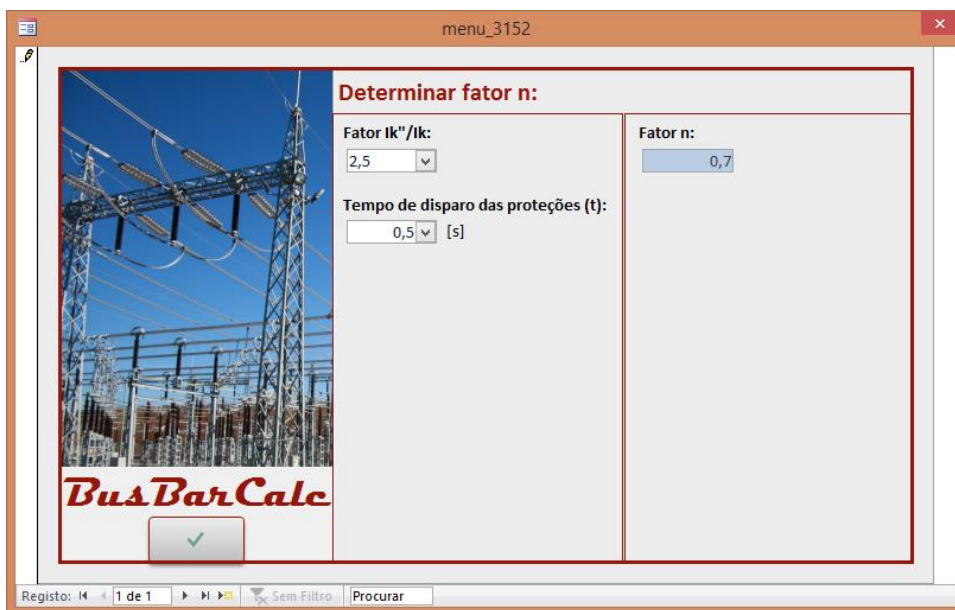 menu_3152
Determinar fator n:
Fator Ik"/Ik:
2,5
Tempo de disparo das proteções (t):
0,5 [s]
Fator n:
0,7
BusBarCalc
Registo: 1 de 1 Sem Filtro Procurar